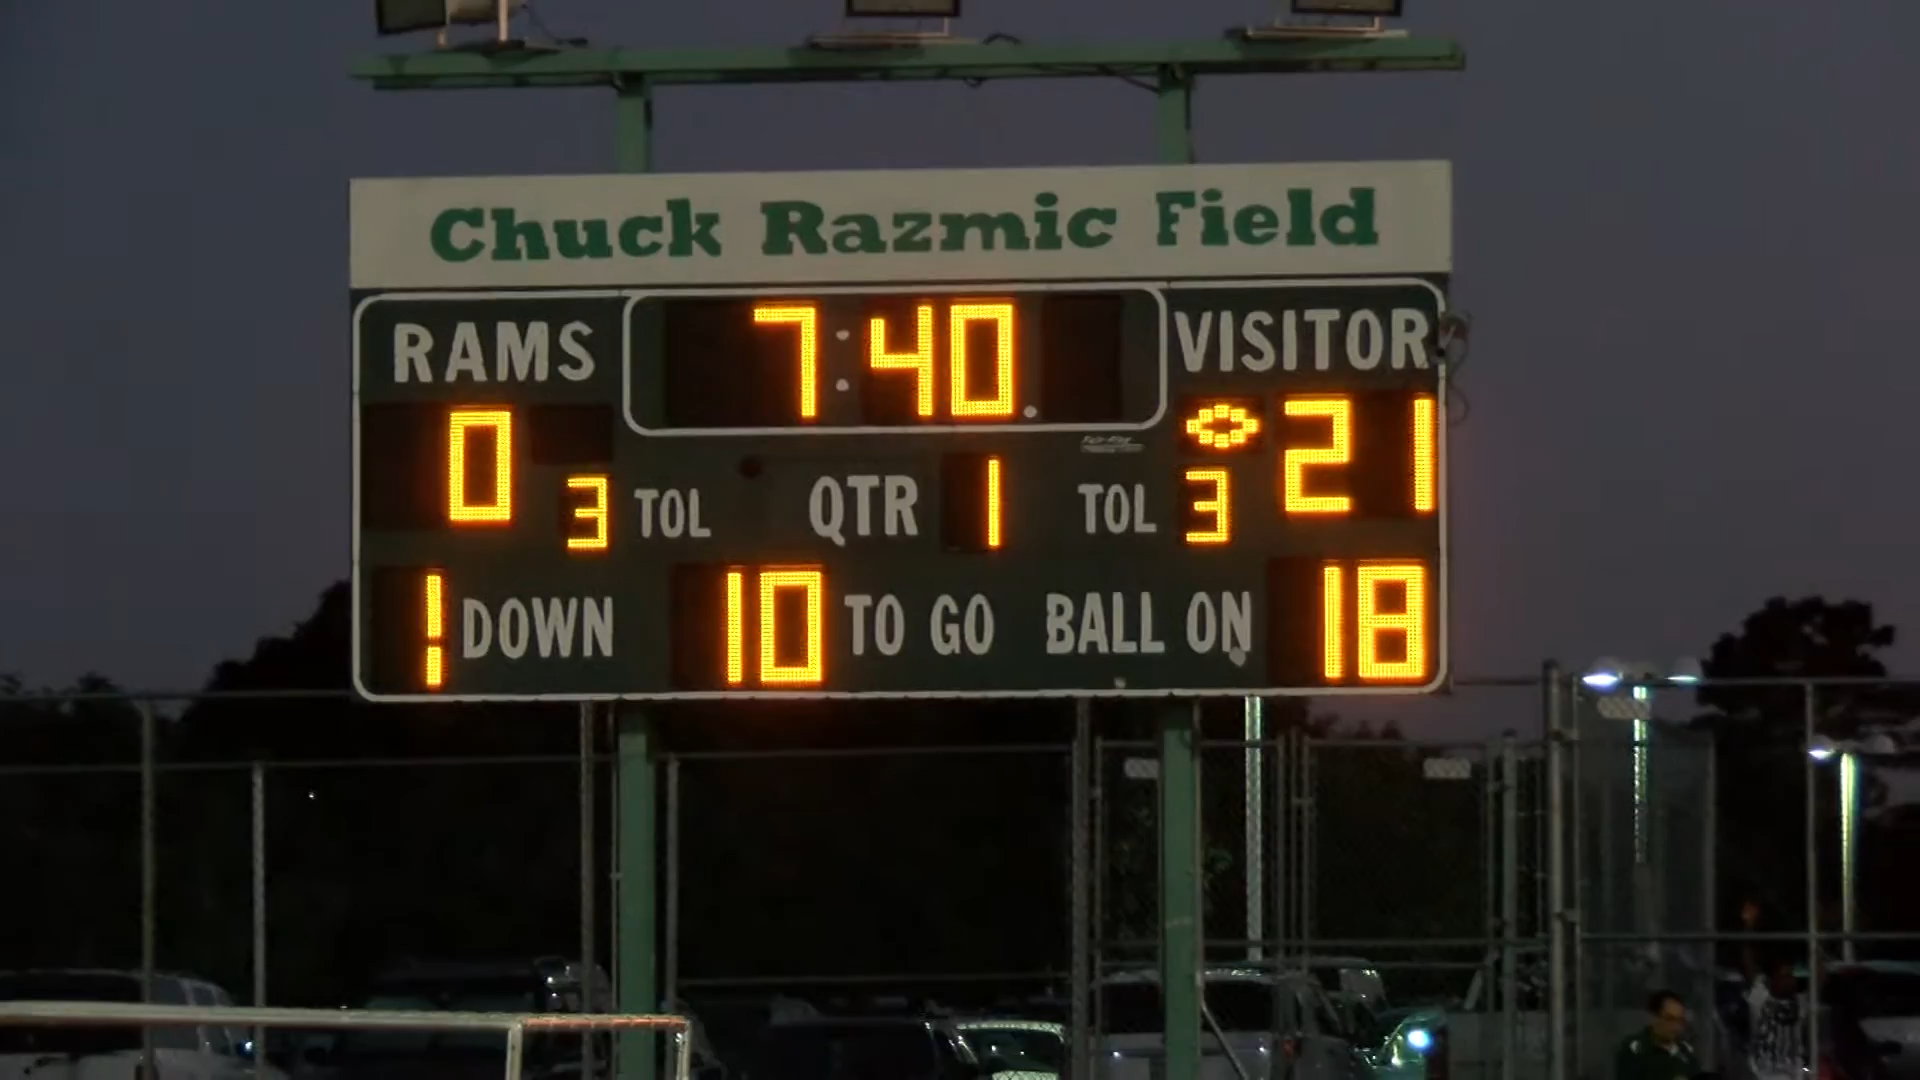 Chuck Razmic Field
RAMS 7:40 VISITOR
0 21
3 TOL QTR 1 TOL 3
1 DOWN 10 TO GO BALL ON 18